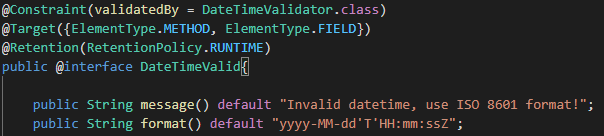 @Constraint(validatedBy = DateTimeValidator.class)
@Target({ElementType.METHOD, ElementType.FIELD})
@Retention(RetentionPolicy.RUNTIME)
public @interface DateTimeValid{
public String message() default "Invalid datetime, use ISO 8601 format!";
public String format() default "yyyy-MM-dd'T'HH:mm:ssZ";